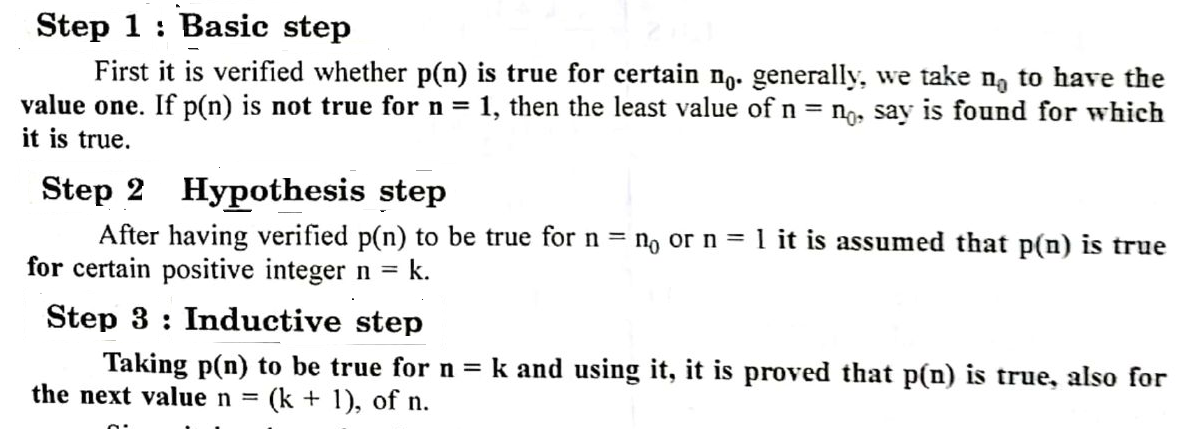 Step 1 : Basic step
First it is verified whether p(n) is true for certain n₀. generally, we take n₀ to have the
value one. If p(n) is not true for n = 1, then the least value of n = n₀, say is found for which
it is true.
Step 2 Hypothesis step
After having verified p(n) to be true for n = n₀ or n = 1 it is assumed that p(n) is true
for certain positive integer n = k.
Step 3 : Inductive step
Taking p(n) to be true for n = k and using it, it is proved that p(n) is true, also for
the next value n = (k + 1), of n.